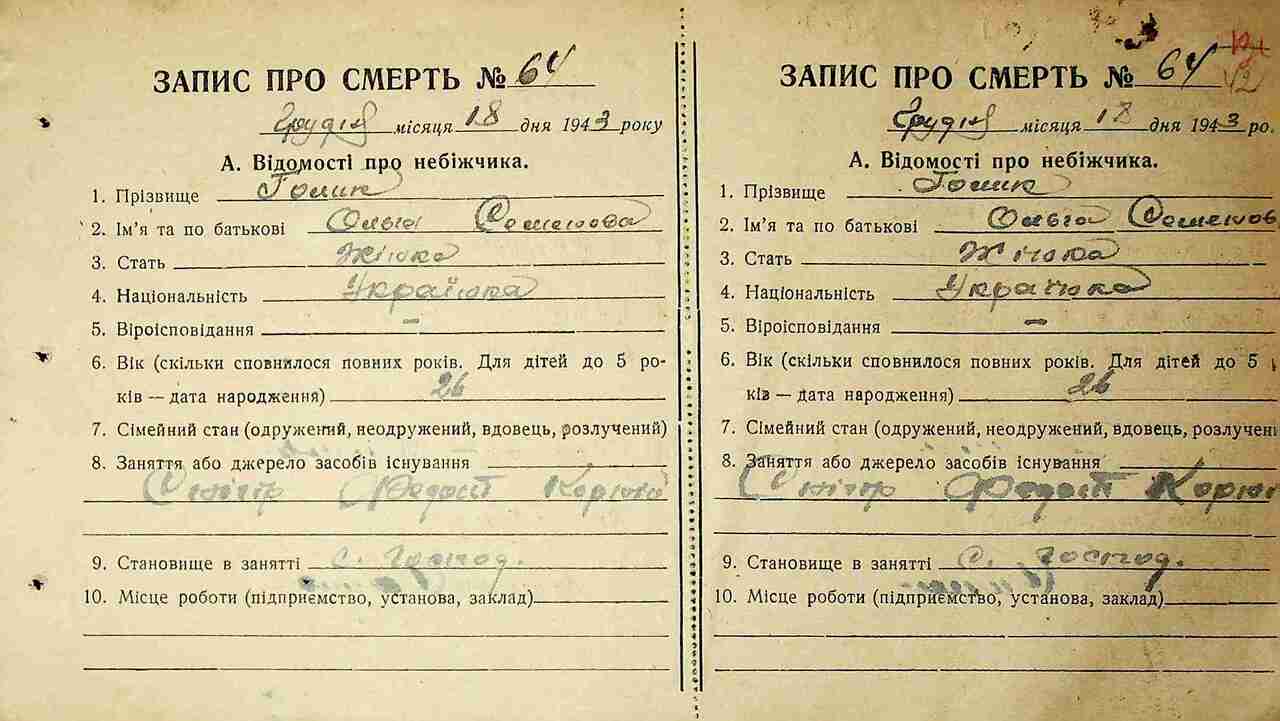 ЗАПИС ПРО СМЕРТЬ № 64
Грудня місяця 18 дня 1943 року
А. Відомості про небіжчика.
1. Прізвище Голик
2. Ім'я та по батькові Ольга Семенова
3. Стать Жінка
4. Національність Українка
5. Віроісповідання —
6. Вік (скільки сповнилося повних років. Для дітей до 5 ро-
ків — дата народження) 26
7. Сімейний стан (одружений, неодружений, вдовець, розлучений)
8. Заняття або джерело засобів існування
Федост
9. Становище в занятті с. господ.
10. Місце роботи (підприємство, установа, заклад)
ЗАПИС ПРО СМЕРТЬ № 64
12
Грудня місяця 18 дня 1943 ро.
А. Відомості про небіжчика.
1. Прізвище Голик
2. Ім'я та по батькові Ольга Семенов
3. Стать Жінка
4. Національність Українка
5. Віроісповідання —
6. Вік (скільки сповнилося повних років. Для дітей до 5
ків — дата народження) 26
7. Сімейний стан (одружений, неодружений, вдовець, розлучени
8. Заняття або джерело засобів існування
Федост
9. Становище в занятті с. господ.
10. Місце роботи (підприємство, установа, заклад)